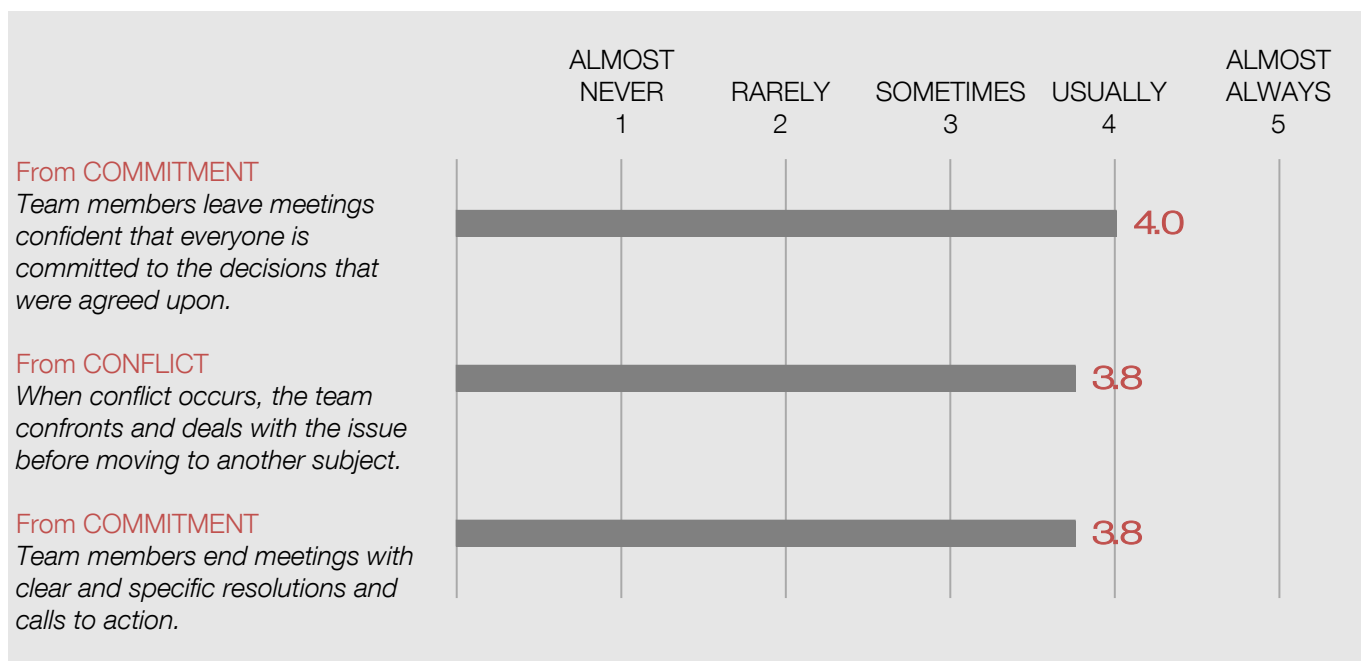 ALMOST
NEVER
1
RARELY
2
SOMETIMES
3
USUALLY
4
ALMOST
ALWAYS
5
From COMMITMENT
Team members leave meetings
confident that everyone is
committed to the decisions that
were agreed upon.
4.0
From CONFLICT
When conflict occurs, the team
confronts and deals with the issue
before moving to another subject.
3.8
From COMMITMENT
Team members end meetings with
clear and specific resolutions and
calls to action.
3.8